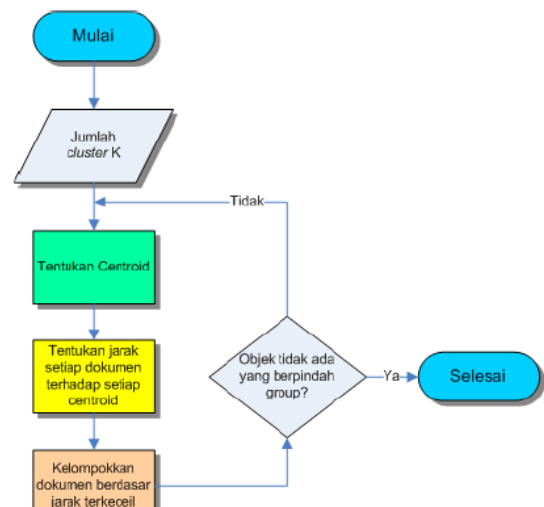 Mulai
Jumlah
cluster K
Tidak
Tentukan Centroid
Tentukan jarak
setiap dokumen
terhadap setiap
centroid
Objek tidak ada
yang berpindah
group?
Ya
Selesai
Kelompokkan
dokumen berdasar
jarak terkeceil